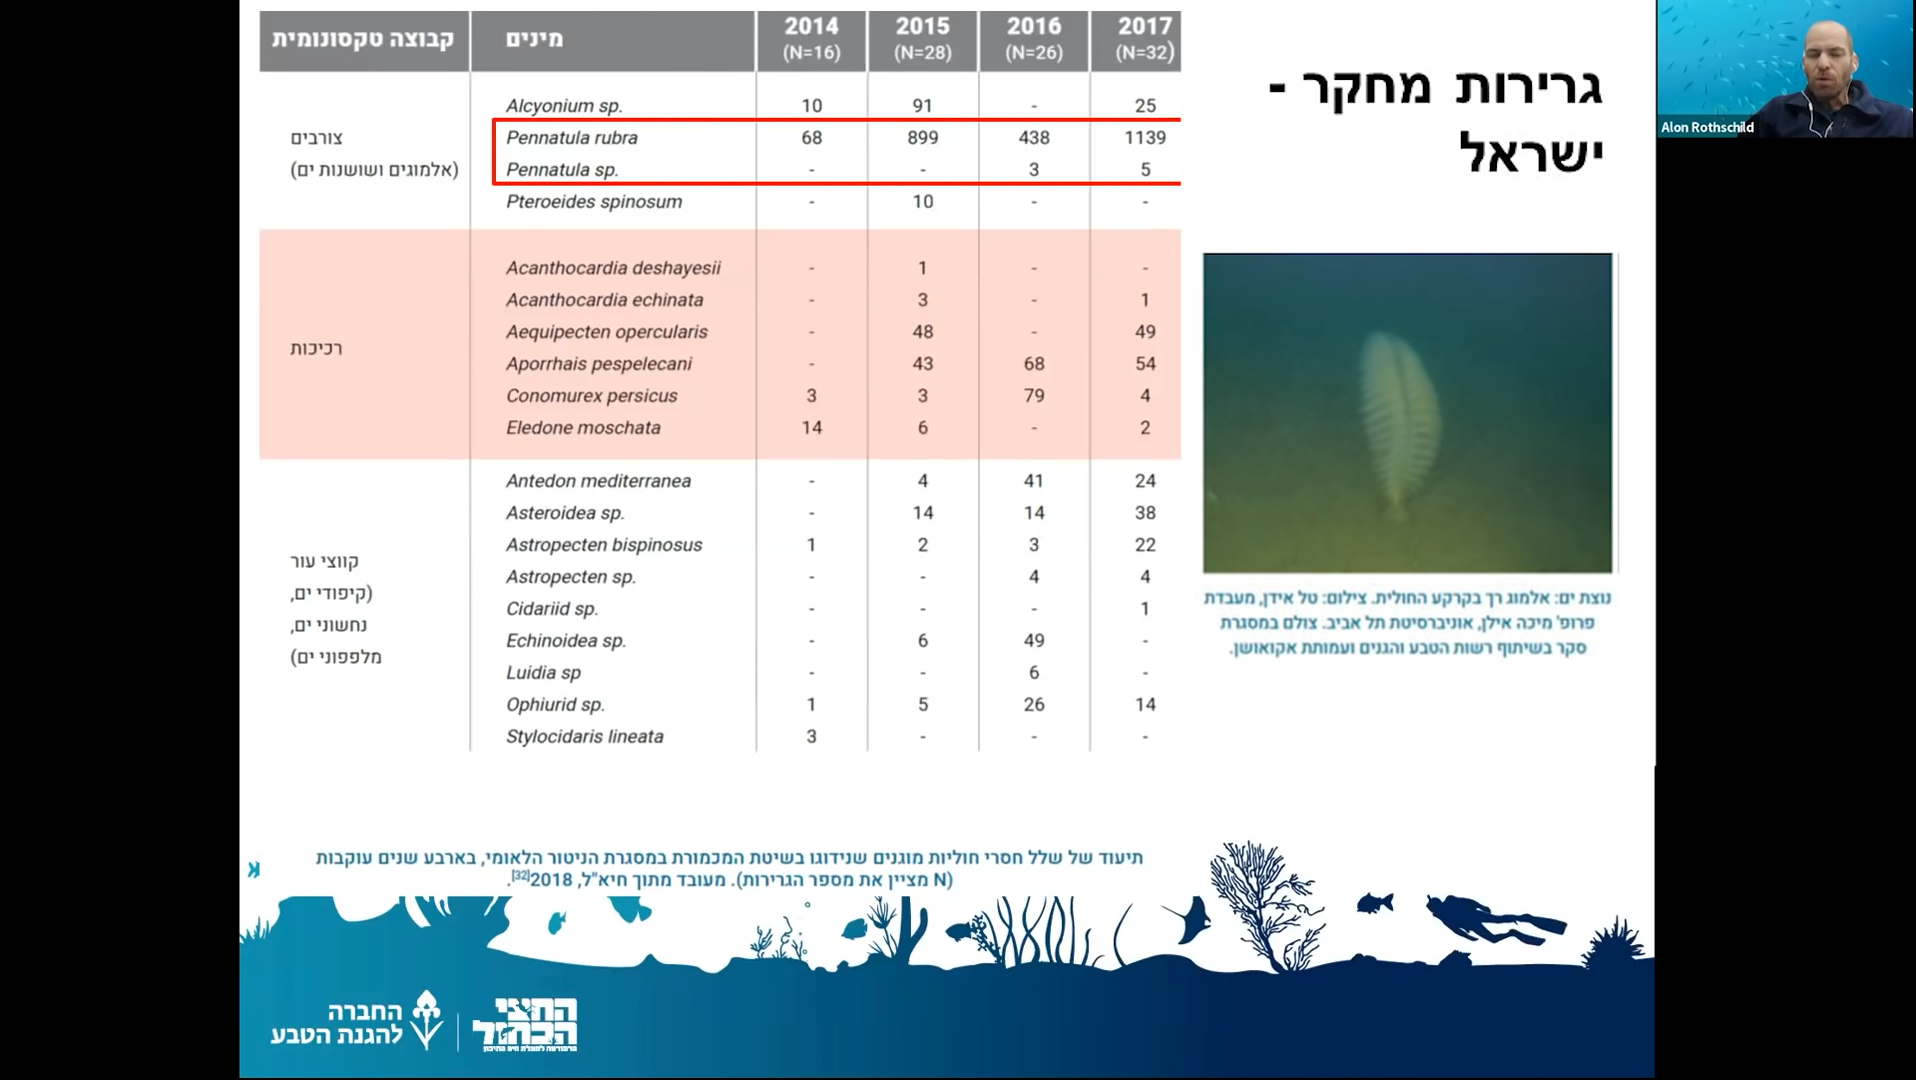 קבוצה טקסונומית | מינים | 2014 (N=16) | 2015 (N=28) | 2016 (N=26) | 2017 (N=32)
צורבים
(אלמוגים ושושנות ים)
Alcyonium sp. 10 91 - 25
Pennatula rubra 68 899 438 1139
Pennatula sp. - - 3 5
Pteroeides spinosum - 10 - -
רכיכות
Acanthocardia deshayesii - 1 - -
Acanthocardia echinata - 3 - 1
Aequipecten opercularis - 48 - 49
Aporrhais pespelecani - 43 68 54
Conomurex persicus 3 3 79 4
Eledone moschata 14 6 - 2
קווצי עור
(קיפודי ים,
נחשוני ים,
מלפפוני ים)
Antedon mediterranea - 4 41 24
Asteroidea sp. - 14 14 38
Astropecten bispinosus 1 2 3 22
Astropecten sp. - - 4 4
Cidariid sp. - - - 1
Echinoidea sp. - 6 49 -
Luidia sp - - 6 -
Ophiurid sp. 1 5 26 14
Stylocidaris lineata 3 - - -
גרירות מחקר -
ישראל
נוצת ים: אלמוג רך בקרקע החולית. צילום: טל אידן, מעבדת
פרופ' מיכה אילן, אוניברסיטת תל אביב. צולם במסגרת
סקר בשיתוף רשות הטבע והגנים ועמותת אקואושן.
תיעוד של שלל חסרי חוליות מוגנים שנידוגו בשיטת המכמורת במסגרת הניטור הלאומי, בארבע שנים עוקבות
(N מציין את מספר הגרירות). מעובד מתוך חיא"ל, 2018[32].
החברה
להגנת הטבע
החצי
הכחול
Alon Rothschild